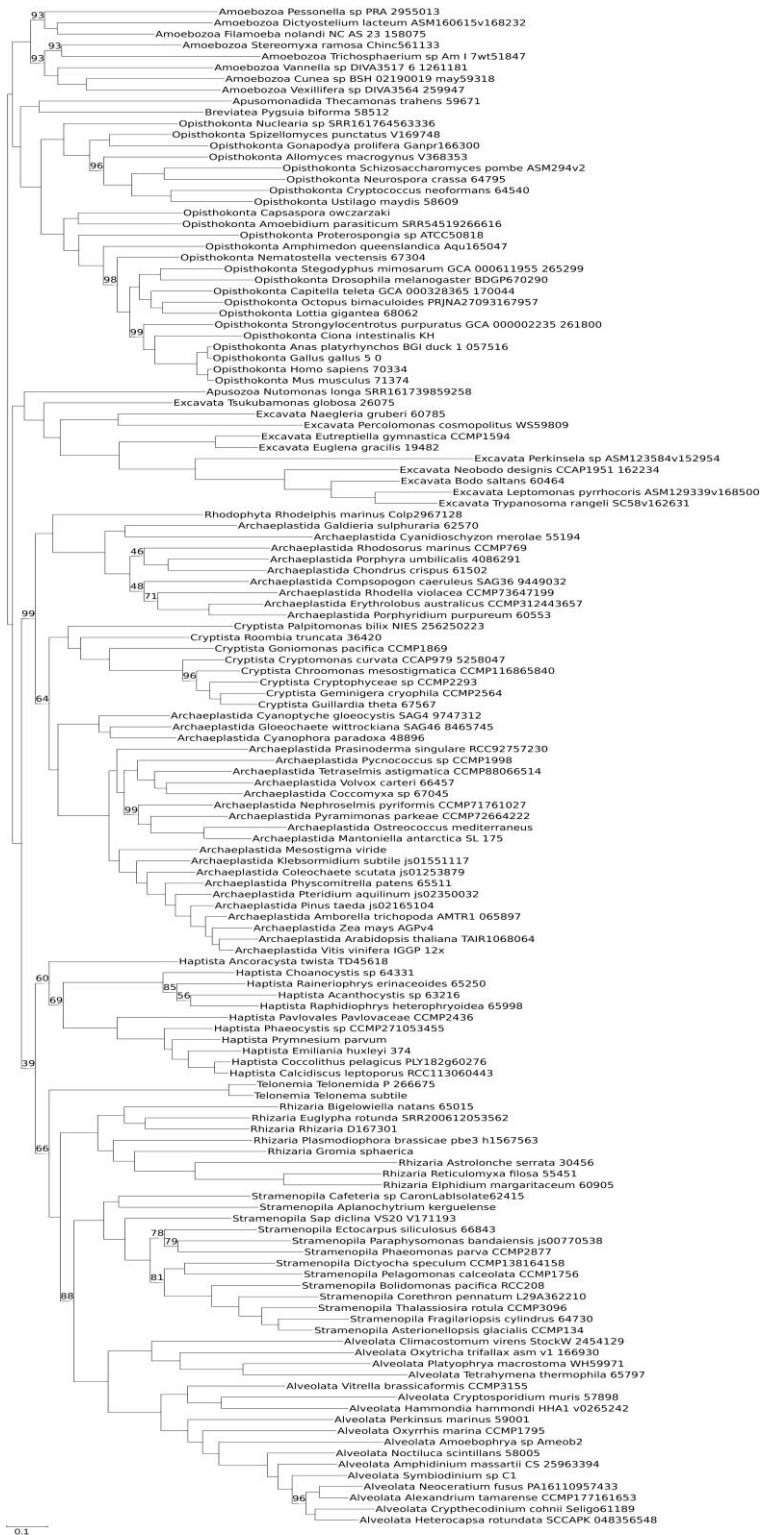 93
Amoebozoa Pessonella sp PRA 2955013
Amoebozoa Dictyostelium lacteum ASM160615v168232
Amoebozoa Filamoeba nolandi NC AS 23 158075
93
93
Amoebozoa Stereomyxa ramosa Chinc561133
Amoebozoa Trichosphaerium sp Am I 7wt51847
Amoebozoa Vannella sp DIVA3517 6 1261181
Amoebozoa Cunea sp BSH 02190019 may59318
Amoebozoa Vexillifera sp DIVA3564 259947
Apusomonadida Thecamonas trahens 59671
Breviatea Pygsuia biforma 58512
Opisthokonta Nuclearia sp SRR161764563336
Opisthokonta Spizellomyces punctatus V169748
Opisthokonta Gonapodya prolifera Ganpr166300
Opisthokonta Allomyces macrogynus V368353
96
Opisthokonta Schizosaccharomyces pombe ASM294v2
Opisthokonta Neurospora crassa 64795
Opisthokonta Cryptococcus neoformans 64540
Opisthokonta Ustilago maydis 58609
Opisthokonta Capsaspora owczarzaki
Opisthokonta Amoebidium parasiticum SRR54519266616
Opisthokonta Proterospongia sp ATCC50818
Opisthokonta Amphimedon queenslandica Aqu165047
Opisthokonta Nematostella vectensis 67304
98
Opisthokonta Stegodyphus mimosarum GCA 000611955 265299
Opisthokonta Drosophila melanogaster BDGP670290
Opisthokonta Capitella teleta GCA 000328365 170044
Opisthokonta Octopus bimaculoides PRJNA27093167957
Opisthokonta Lottia gigantea 68062
99
Opisthokonta Strongylocentrotus purpuratus GCA 000002235 261800
Opisthokonta Ciona intestinalis KH
Opisthokonta Anas platyrhynchos BGI duck 1 057516
Opisthokonta Gallus gallus 5 0
Opisthokonta Homo sapiens 70334
Opisthokonta Mus musculus 71374
Apusozoa Nutomonas longa SRR161739859258
Excavata Tsukubamonas globosa 26075
Excavata Naegleria gruberi 60785
Excavata Percolomonas cosmopolitus WS59809
Excavata Eutreptiella gymnastica CCMP1594
Excavata Euglena gracilis 19482
Excavata Perkinsela sp ASM123584v152954
Excavata Neobodo designis CCAP1951 162234
Excavata Bodo saltans 60464
Excavata Leptomonas pyrrhocoris ASM129339v168500
Excavata Trypanosoma rangeli SC58v162631
Rhodophyta Rhodelphis marinus Colp2967128
Archaeplastida Galdieria sulphuraria 62570
Archaeplastida Cyanidioschyzon merolae 55194
46
Archaeplastida Rhodosorus marinus CCMP769
Archaeplastida Porphyra umbilicalis 4086291
Archaeplastida Chondrus crispus 61502
48
Archaeplastida Compsopogon caeruleus SAG36 9449032
71
Archaeplastida Rhodella violacea CCMP73647199
Archaeplastida Erythrolobus australicus CCMP312443657
99
Archaeplastida Porphyridium purpureum 60553
Cryptista Palpitomonas bilix NIES 256250223
Cryptista Roombia truncata 36420
Cryptista Goniomonas pacifica CCMP1869
Cryptista Cryptomonas curvata CCAP979 5258047
96
Cryptista Chroomonas mesostigmatica CCMP116865840
Cryptista Cryptophyceae sp CCMP2293
64
Cryptista Geminigera cryophila CCMP2564
Cryptista Guillardia theta 67567
Archaeplastida Cyanoptyche gloeocystis SAG4 9747312
Archaeplastida Gloeochaete wittrockiana SAG46 8465745
Archaeplastida Cyanophora paradoxa 48896
Archaeplastida Prasinoderma singulare RCC92757230
Archaeplastida Pycnococcus sp CCMP1998
Archaeplastida Tetraselmis astigmatica CCMP88066514
Archaeplastida Volvox carteri 66457
Archaeplastida Coccomyxa sp 67045
99
Archaeplastida Nephroselmis pyriformis CCMP71761027
Archaeplastida Pyramimonas parkeae CCMP72664222
Archaeplastida Ostreococcus mediterraneus
Archaeplastida Mantoniella antarctica SL 175
Archaeplastida Mesostigma viride
Archaeplastida Klebsormidium subtile js01551117
Archaeplastida Coleochaete scutata js01253879
Archaeplastida Physcomitrella patens 65511
Archaeplastida Pteridium aquilinum js02350032
Archaeplastida Pinus taeda js02165104
Archaeplastida Amborella trichopoda AMTR1 065897
Archaeplastida Zea mays AGPv4
Archaeplastida Arabidopsis thaliana TAIR1068064
Archaeplastida Vitis vinifera IGGP 12x
Haptista Ancoracysta twista TD45618
60
Haptista Choanocystis sp 64331
85
Haptista Raineriophrys erinaceoides 65250
69
56
Haptista Acanthocystis sp 63216
Haptista Raphidiophrys heterophryoidea 65998
Haptista Pavlovales Pavlovaceae CCMP2436
Haptista Phaeocystis sp CCMP271053455
Haptista Prymnesium parvum
Haptista Emiliania huxleyi 374
39
Haptista Coccolithus pelagicus PLY182g60276
Haptista Calcidiscus leptoporus RCC113060443
Telonemia Telonemida P 266675
Telonemia Telonema subtile
Rhizaria Bigelowiella natans 65015
Rhizaria Euglypha rotunda SRR200612053562
Rhizaria Rhizaria D167301
Rhizaria Plasmodiophora brassicae pbe3 h1567563
66
Rhizaria Gromia sphaerica
Rhizaria Astrolonche serrata 30456
Rhizaria Reticulomyxa filosa 55451
Rhizaria Elphidium margaritaceum 60905
Stramenopila Cafeteria sp CaronLabIsolate62415
Stramenopila Aplanochytrium kerguelense
Stramenopila Sap diclina VS20 V171193
78
Stramenopila Ectocarpus siliculosus 66843
79
Stramenopila Paraphysomonas bandaiensis js00770538
Stramenopila Phaeomonas parva CCMP2877
Stramenopila Dictyocha speculum CCMP138164158
81
Stramenopila Pelagomonas calceolata CCMP1756
Stramenopila Bolidomonas pacifica RCC208
88
Stramenopila Corethron pennatum L29A362210
Stramenopila Thalassiosira rotula CCMP3096
Stramenopila Fragilariopsis cylindrus 64730
Stramenopila Asterionellopsis glacialis CCMP134
Alveolata Climacostomum virens StockW 2454129
Alveolata Oxytricha trifallax asm v1 166930
Alveolata Platyophrya macrostoma WH59971
Alveolata Tetrahymena thermophila 65797
Alveolata Vitrella brassicaformis CCMP3155
Alveolata Cryptosporidium muris 57898
Alveolata Hammondia hammondi HHA1 v0265242
Alveolata Perkinsus marinus 59001
Alveolata Oxyrrhis marina CCMP1795
Alveolata Amoebophrya sp Ameob2
Alveolata Noctiluca scintillans 58005
Alveolata Amphidinium massartii CS 25963394
Alveolata Symbiodinium sp C1
Alveolata Neoceratium fusus PA16110957433
96
Alveolata Alexandrium tamarense CCMP177161653
Alveolata Crypthecodinium cohnii Seligo61189
Alveolata Heterocapsa rotundata SCCAPK 048356548
0.1